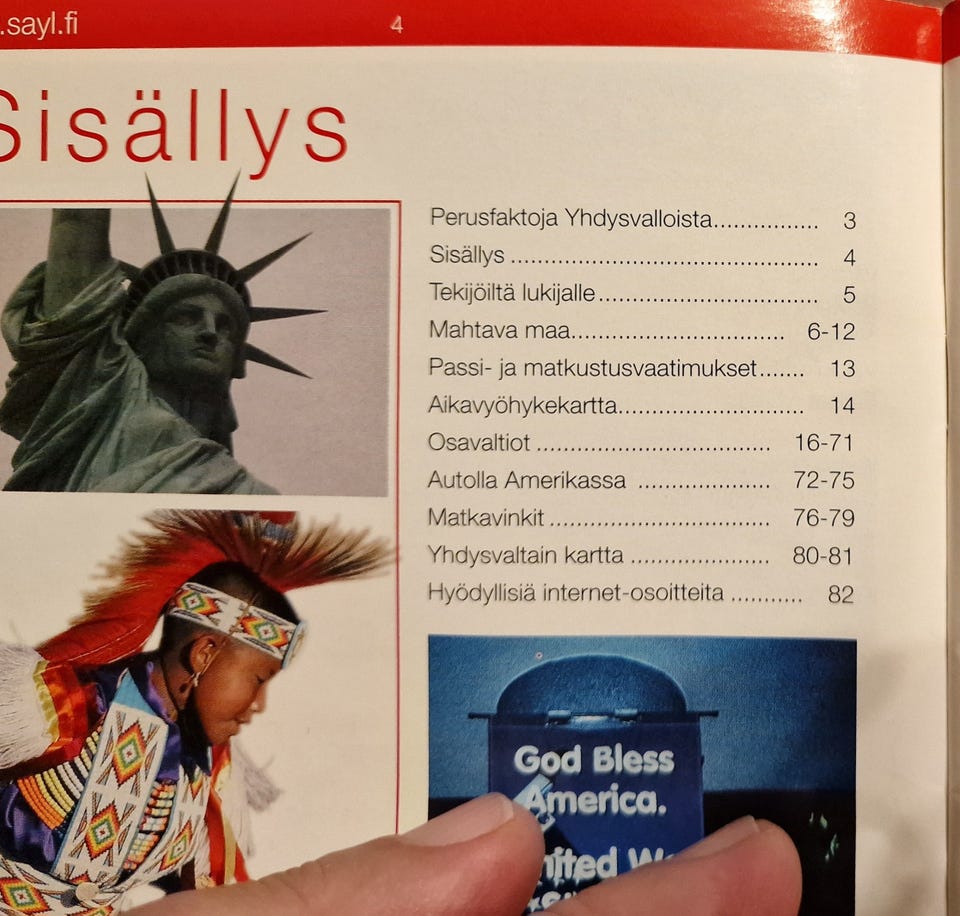 .sayl.fi
4
Sisällys
Perusfaktoja Yhdysvalloista................ 3
Sisällys ............................................. 4
Tekijöiltä lukijalle................................ 5
Mahtava maa............................... 6-12
Passi- ja matkustusvaatimukset....... 13
Aikavyöhykekartta........................... 14
Osavaltiot .................................. 16-71
Autolla Amerikassa ................... 72-75
Matkavinkit ................................ 76-79
Yhdysvaltain kartta .................... 80-81
Hyödyllisiä internet-osoitteita ........... 82
God Bless
America.